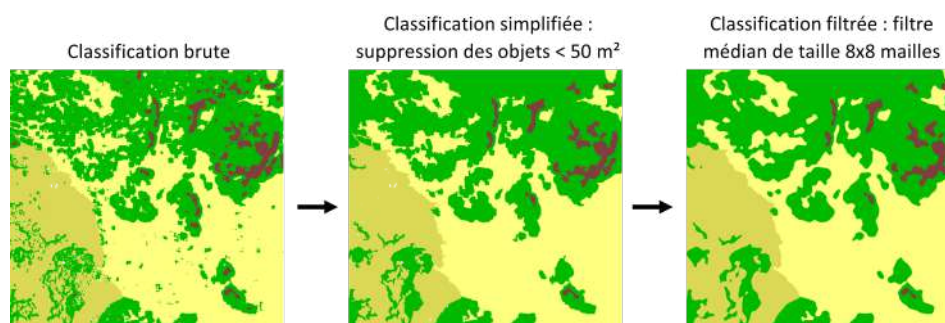 Classification brute
Classification simplifiée :
suppression des objets < 50 m²
Classification filtrée : filtre
médian de taille 8x8 mailles